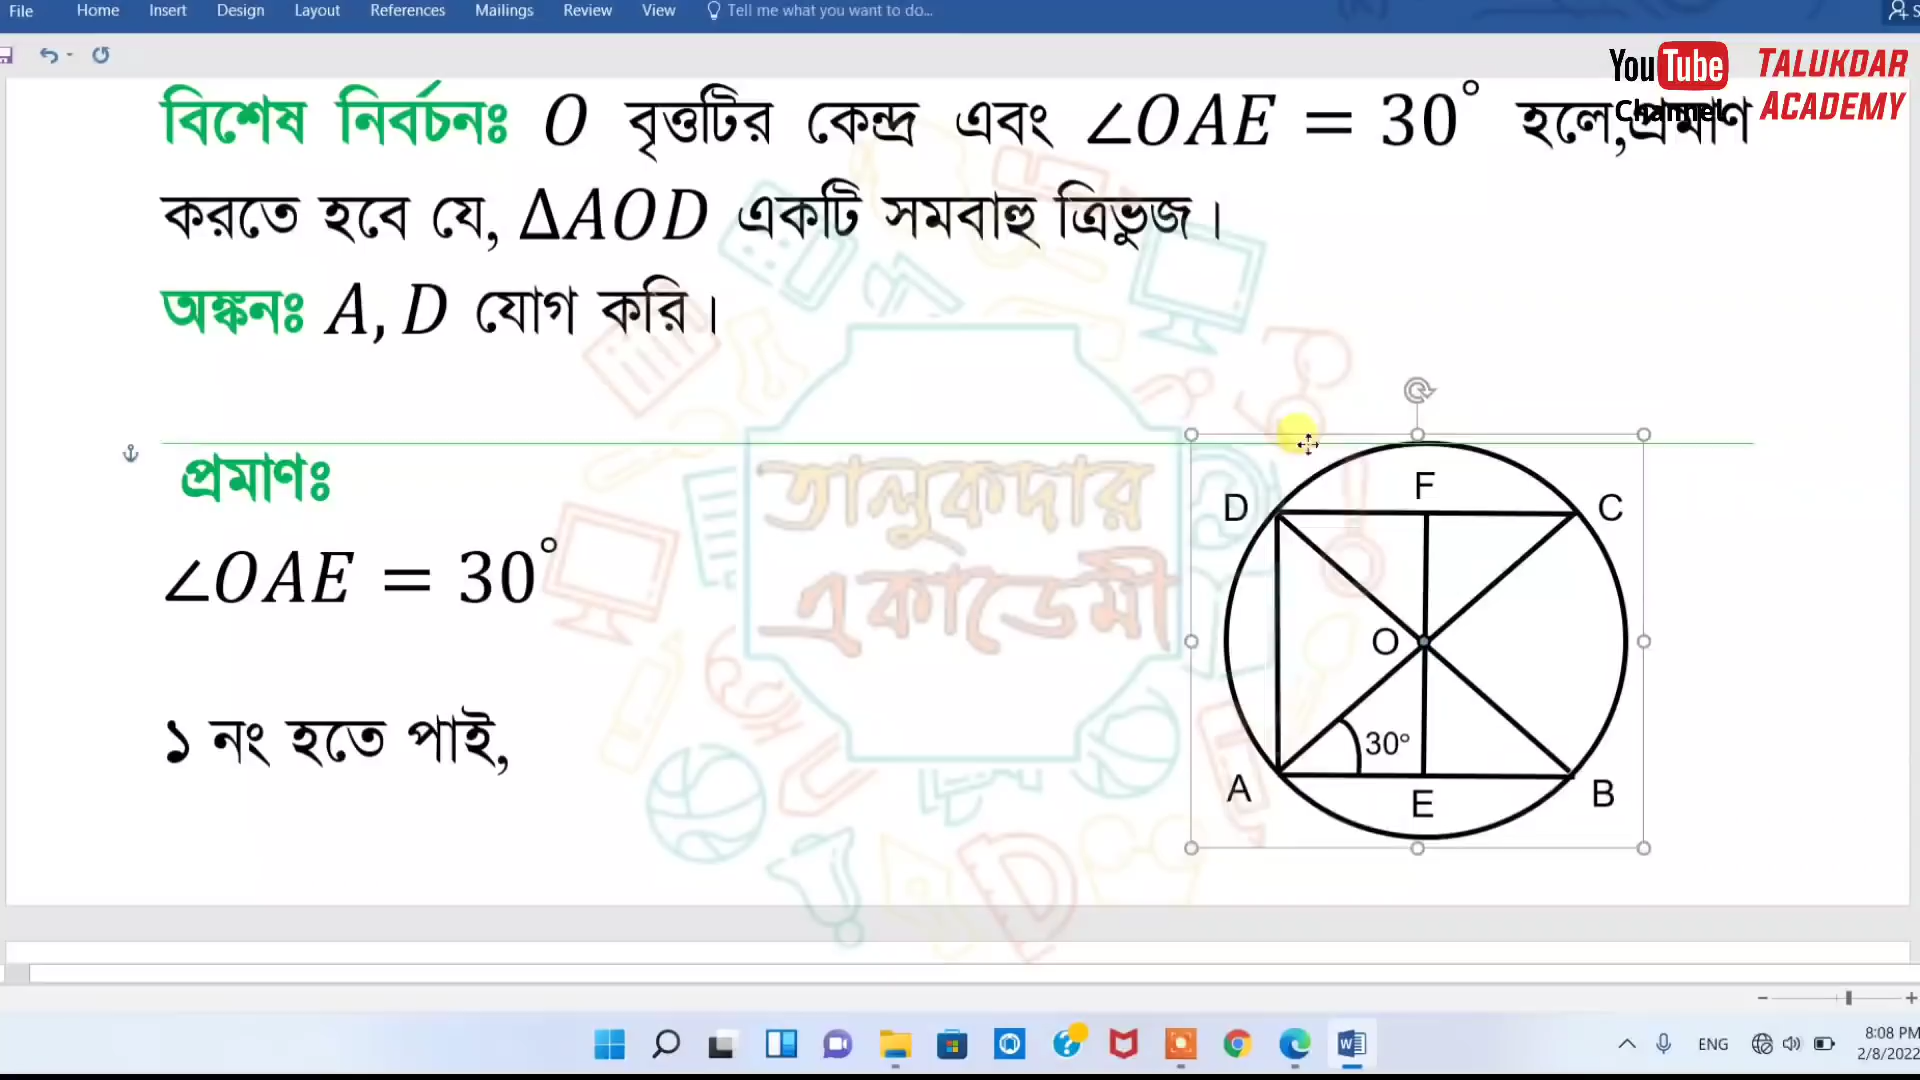 File Home Insert Design Layout References Mailings Review View Tell me what you want to do...
YouTube Channel
TALUKDAR ACADEMY
বিশেষ নির্বচনঃ O বৃত্তটির কেন্দ্র এবং ∠OAE = 30° হলে,প্রমাণ
করতে হবে যে, ΔAOD একটি সমবাহু ত্রিভুজ।
অঙ্কনঃ A, D যোগ করি।
প্রমাণঃ
∠OAE = 30°
১ নং হতে পাই,
তালুকদার
একাডেমী
D F C
O
30°
A E B
ENG
8:08 PM
2/8/2022